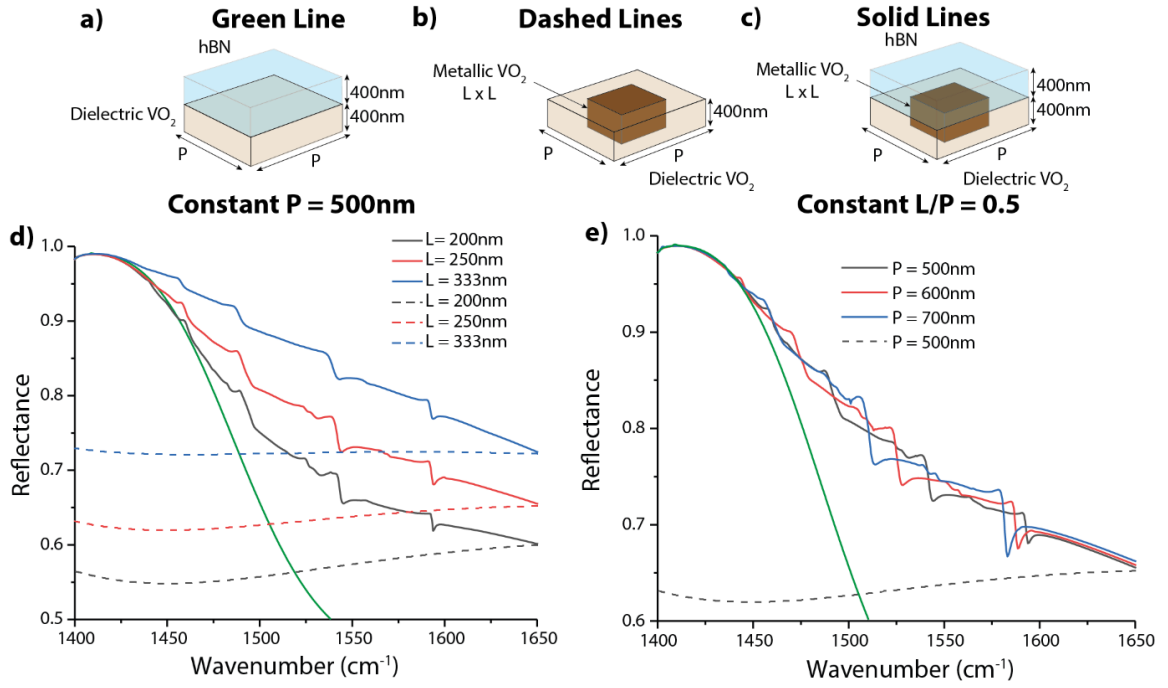 a) Green Line
hBN
Dielectric VO2
400nm
400nm
P
P
b) Dashed Lines
Metallic VO2
L x L
400nm
P
P
Dielectric VO2
c) Solid Lines
hBN
Metallic VO2
L x L
400nm
400nm
P
P
Dielectric VO2
Constant P = 500nm
d)
L= 200nm
L= 250nm
L= 333nm
L = 200nm
L = 250nm
L = 333nm
1.0
0.9
0.8
0.7
0.6
0.5
Reflectance
1400 1450 1500 1550 1600 1650
Wavenumber (cm-1)
Constant L/P = 0.5
e)
P = 500nm
P = 600nm
P = 700nm
P = 500nm
1.0
0.9
0.8
0.7
0.6
Reflectance
1400 1450 1500 1550 1600 1650
Wavenumber (cm-1)